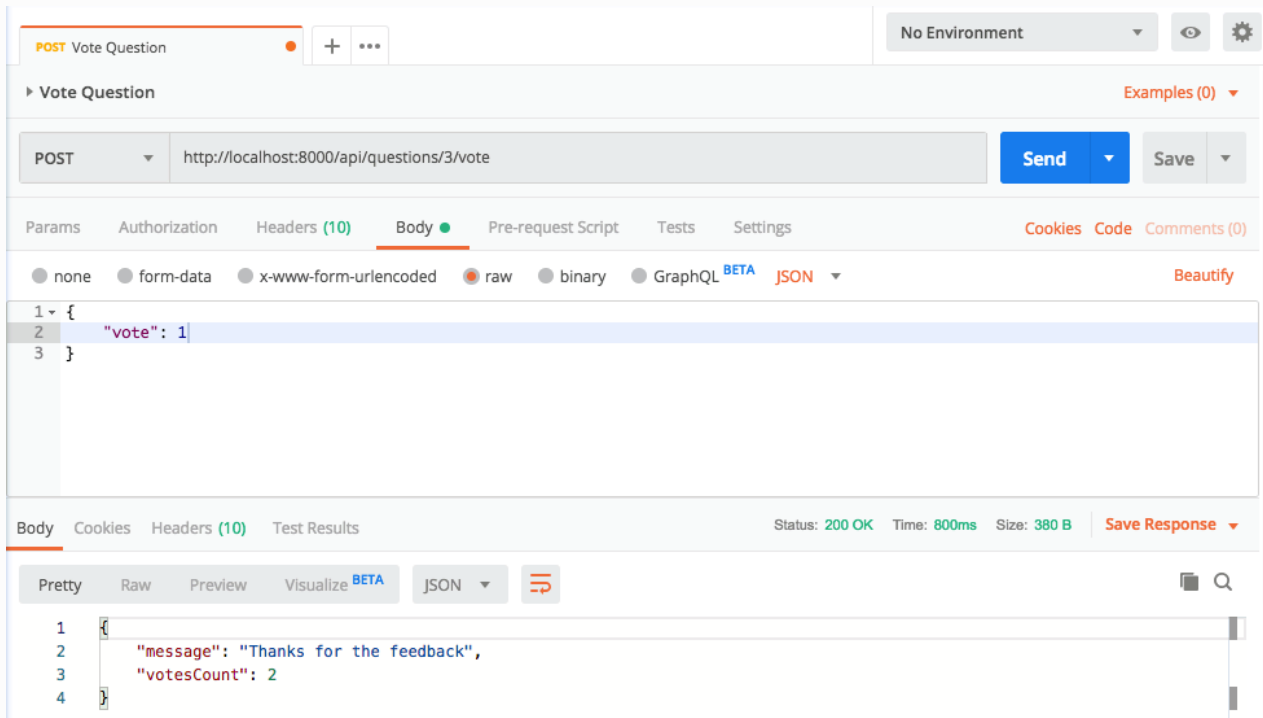 POST Vote Question
No Environment
Vote Question
Examples (0)
POST
http://localhost:8000/api/questions/3/vote
Send
Save
Params Authorization Headers (10) Body Pre-request Script Tests Settings Cookies Code Comments (0)
none form-data x-www-form-urlencoded raw binary GraphQL BETA JSON Beautify
1 {
2 "vote": 1
3 }
Body Cookies Headers (10) Test Results Status: 200 OK Time: 800ms Size: 380 B Save Response
Pretty Raw Preview Visualize BETA JSON
1 {
2 "message": "Thanks for the feedback",
3 "votesCount": 2
4 }